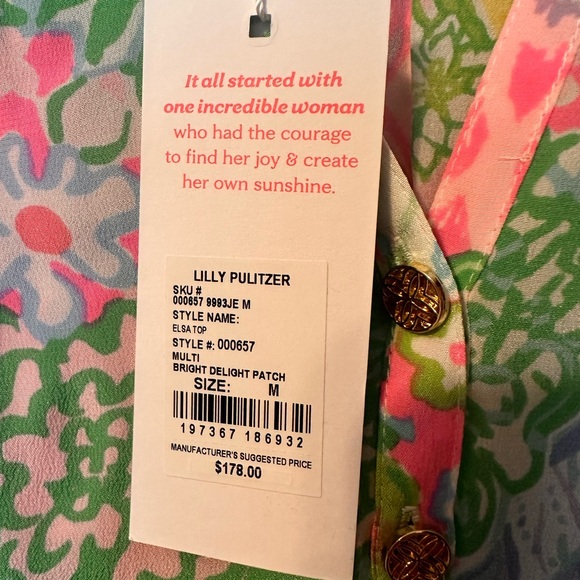 It all started with
one incredible woman
who had the courage
to find her joy & create
her own sunshine.
LILLY PULITZER
SKU #
000657 9993JE M
STYLE NAME:
ELSA TOP
STYLE #: 000657
MULTI
BRIGHT DELIGHT PATCH
SIZE: M
197367 186932
MANUFACTURER'S SUGGESTED PRICE
$178.00